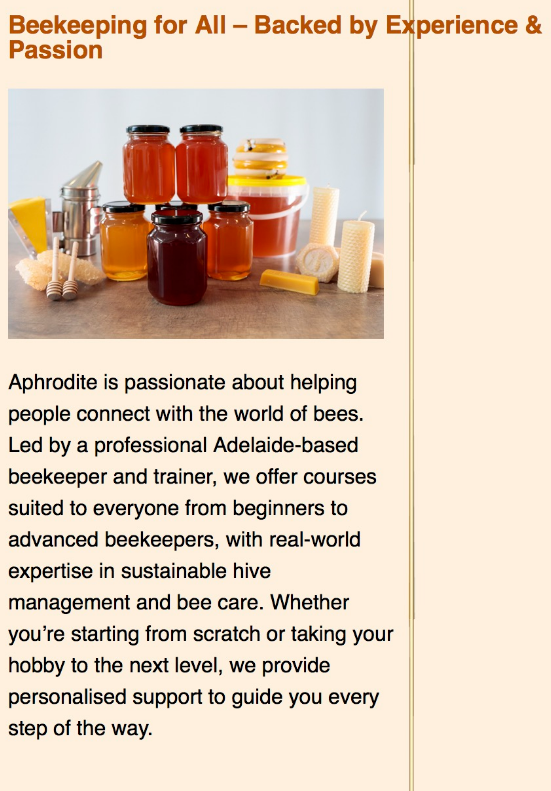 Beekeeping for All – Backed by Experience &
Passion
Aphrodite is passionate about helping
people connect with the world of bees.
Led by a professional Adelaide-based
beekeeper and trainer, we offer courses
suited to everyone from beginners to
advanced beekeepers, with real-world
expertise in sustainable hive
management and bee care. Whether
you’re starting from scratch or taking your
hobby to the next level, we provide
personalised support to guide you every
step of the way.